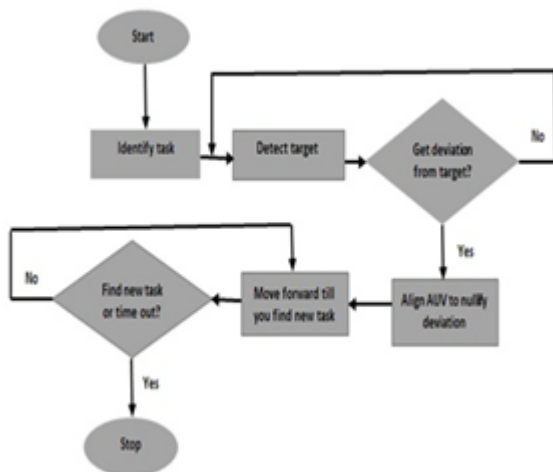 Start
Identify task
Detect target
Get deviation
from target?
No
Yes
Align AUV to nullify
deviation
Move forward till
you find new task
Find new task
or time out?
No
Yes
Stop